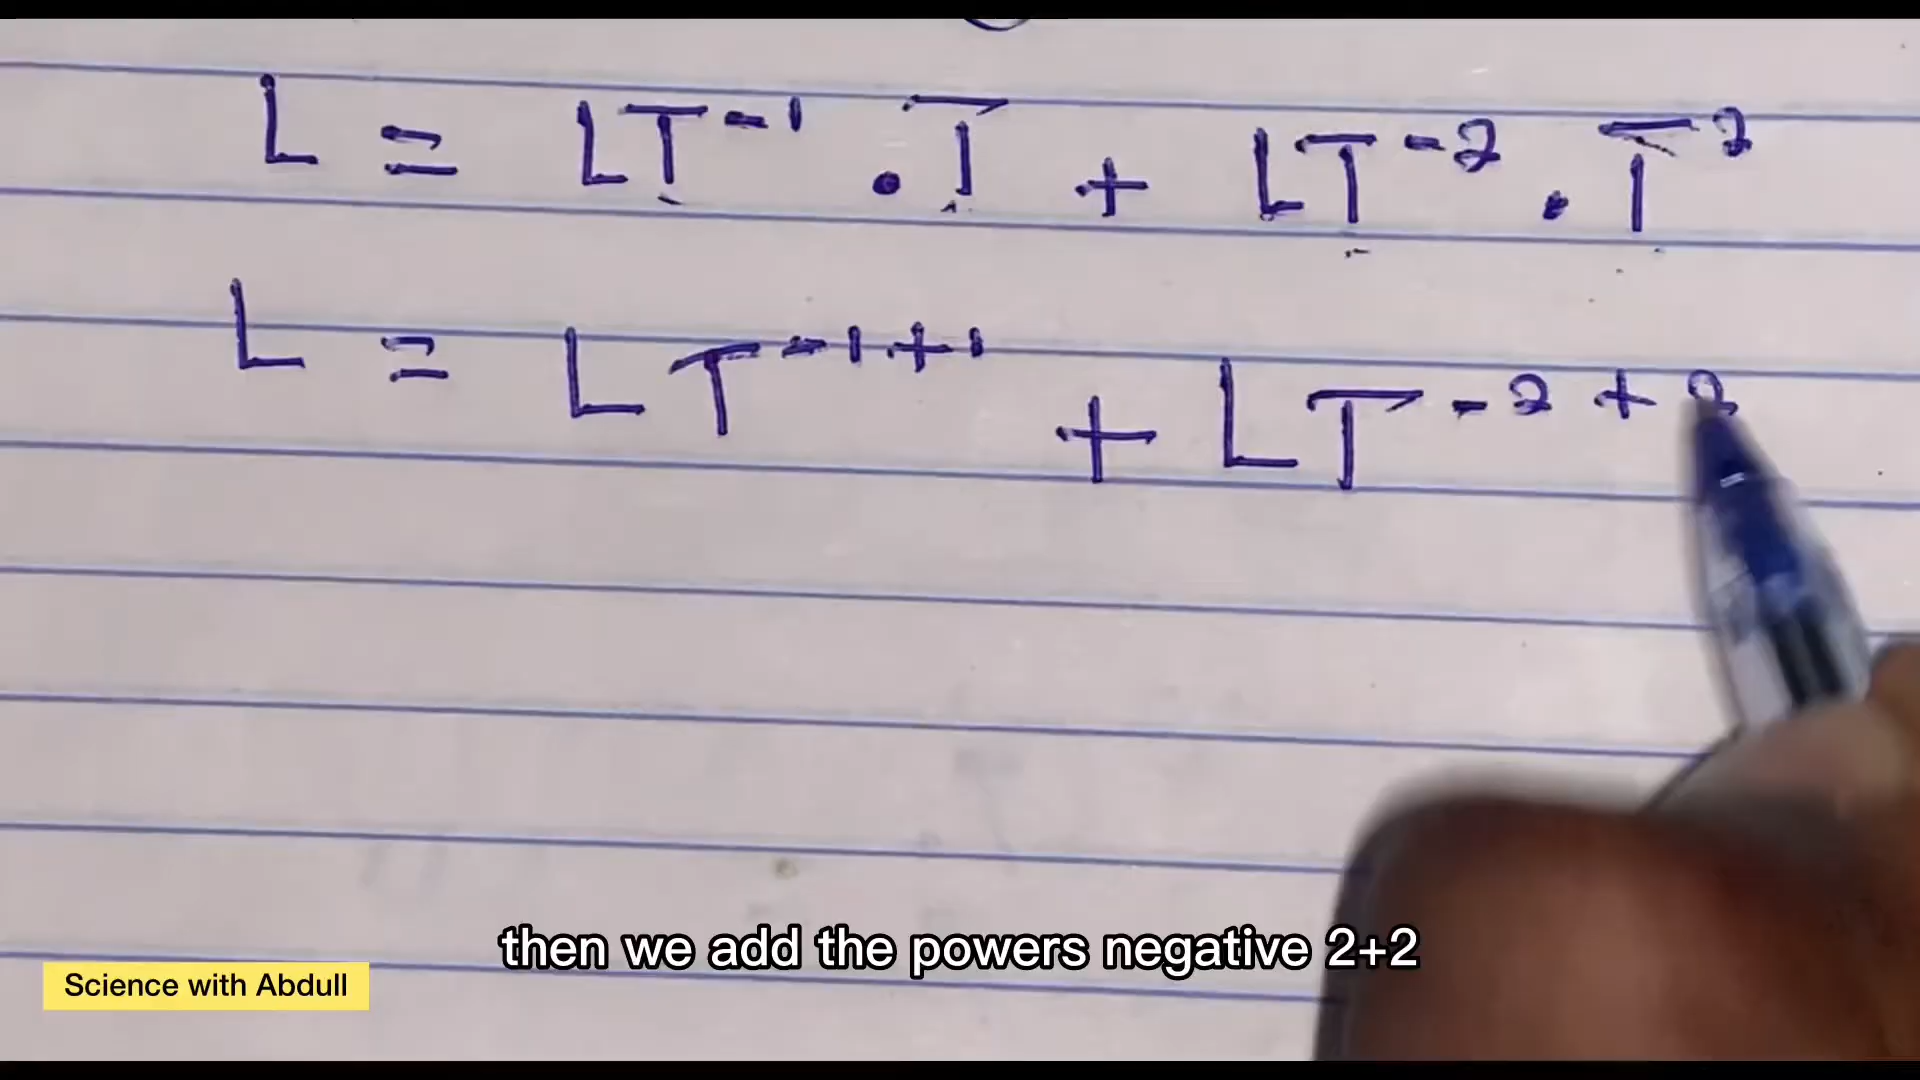 L = LT⁻¹ . T + LT⁻² . T²
L = LT⁻¹⁺¹ + LT⁻²⁺²
then we add the powers negative 2+2
Science with Abdull